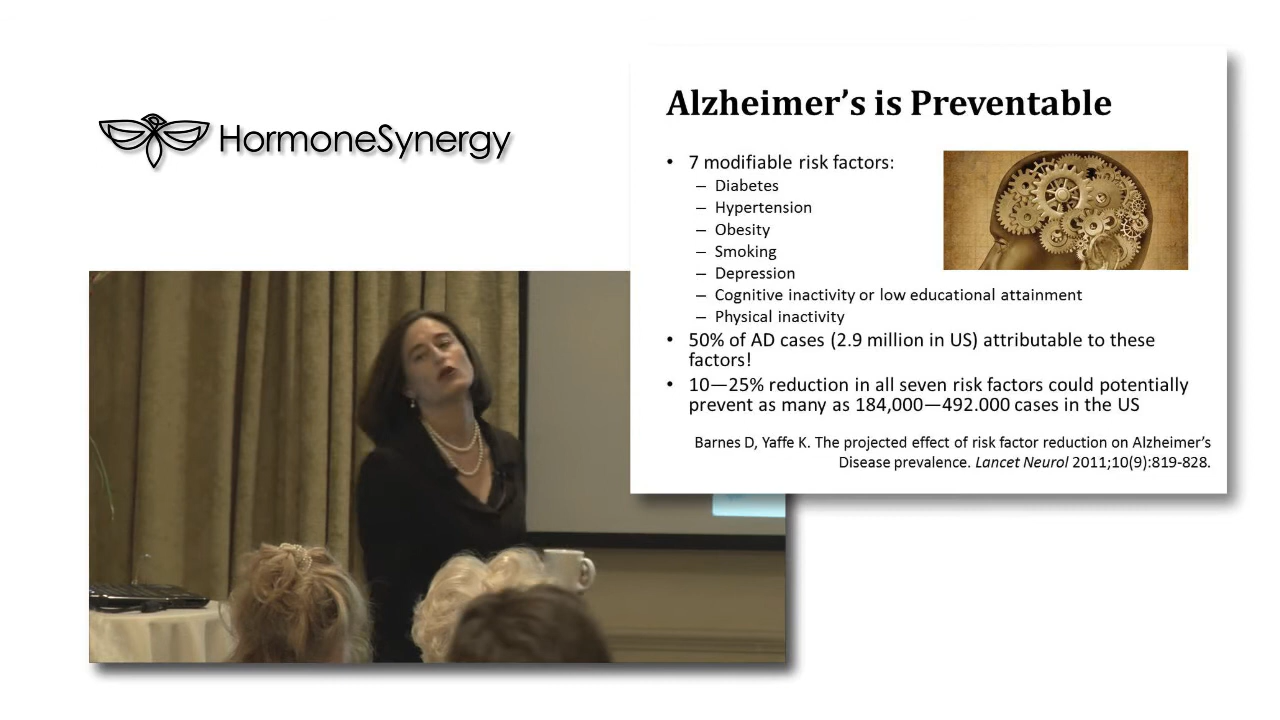 HormoneSynergy
Alzheimer's is Preventable
• 7 modifiable risk factors:
– Diabetes
– Hypertension
– Obesity
– Smoking
– Depression
– Cognitive inactivity or low educational attainment
– Physical inactivity
• 50% of AD cases (2.9 million in US) attributable to these
factors!
• 10—25% reduction in all seven risk factors could potentially
prevent as many as 184,000—492.000 cases in the US
Barnes D, Yaffe K. The projected effect of risk factor reduction on Alzheimer's
Disease prevalence. Lancet Neurol 2011;10(9):819-828.